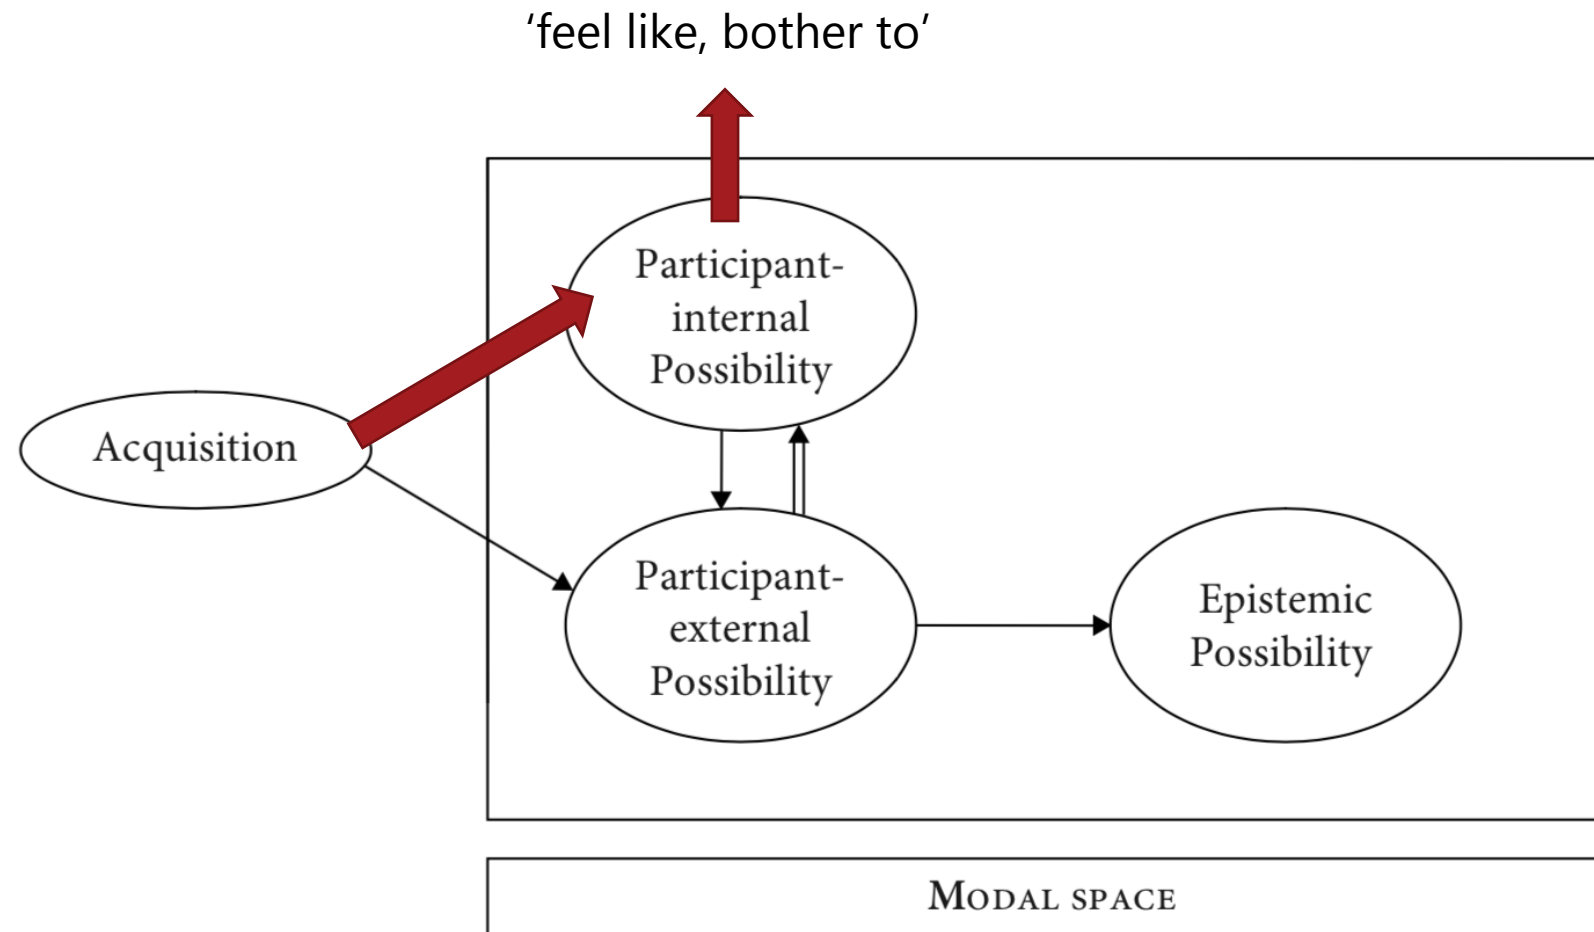 ‘feel like, bother to’
Participant-
internal
Possibility
Acquisition
Participant-
external
Possibility
Epistemic
Possibility
MODAL SPACE